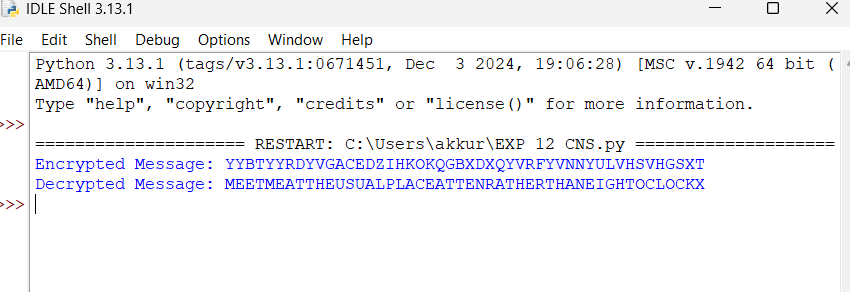 IDLE Shell 3.13.1
File Edit Shell Debug Options Window Help
Python 3.13.1 (tags/v3.13.1:0671451, Dec  3 2024, 19:06:28) [MSC v.1942 64 bit (
AMD64)] on win32
Type "help", "copyright", "credits" or "license()" for more information.
>>>
===================== RESTART: C:\Users\akkur\EXP 12 CNS.py ====================
Encrypted Message: YYBTYYRDYVGACEDZIHKOKQGBXDXQYVRFYVNNYULVHSVHGSXT
Decrypted Message: MEETMEATTHEUSUALPLACEATTENRATHERTHANEIGHTOCLOCKX
>>>